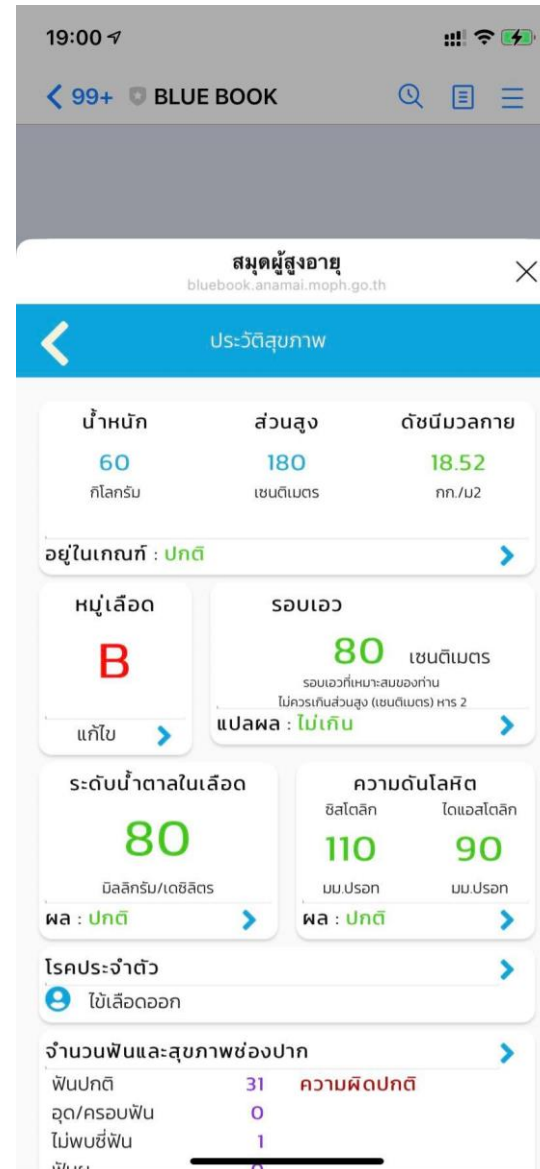 19:00
99+ BLUE BOOK
สมุดผู้สูงอายุ
bluebook.anamai.moph.go.th
ประวัติสุขภาพ
น้ำหนัก ส่วนสูง ดัชนีมวลกาย
60 180 18.52
กิโลกรัม เซนติเมตร กก./ม2
อยู่ในเกณฑ์ : ปกติ
หมู่เลือด
B
แก้ไข
รอบเอว
80 เซนติเมตร
รอบเอวที่เหมาะสมของท่าน
ไม่ควรเกินส่วนสูง (เซนติเมตร) หาร 2
แปลผล : ไม่เกิน
ระดับน้ำตาลในเลือด
80
มิลลิกรัม/เดซิลิตร
ผล : ปกติ
ความดันโลหิต
ซิสโตลิก ไดแอสโตลิก
110 90
มม.ปรอท มม.ปรอท
ผล : ปกติ
โรคประจำตัว
ไข้เลือดออก
จำนวนฟันและสุขภาพช่องปาก
ฟันปกติ 31 ความผิดปกติ
อุด/ครอบฟัน 0
ไม่พบซี่ฟัน 1